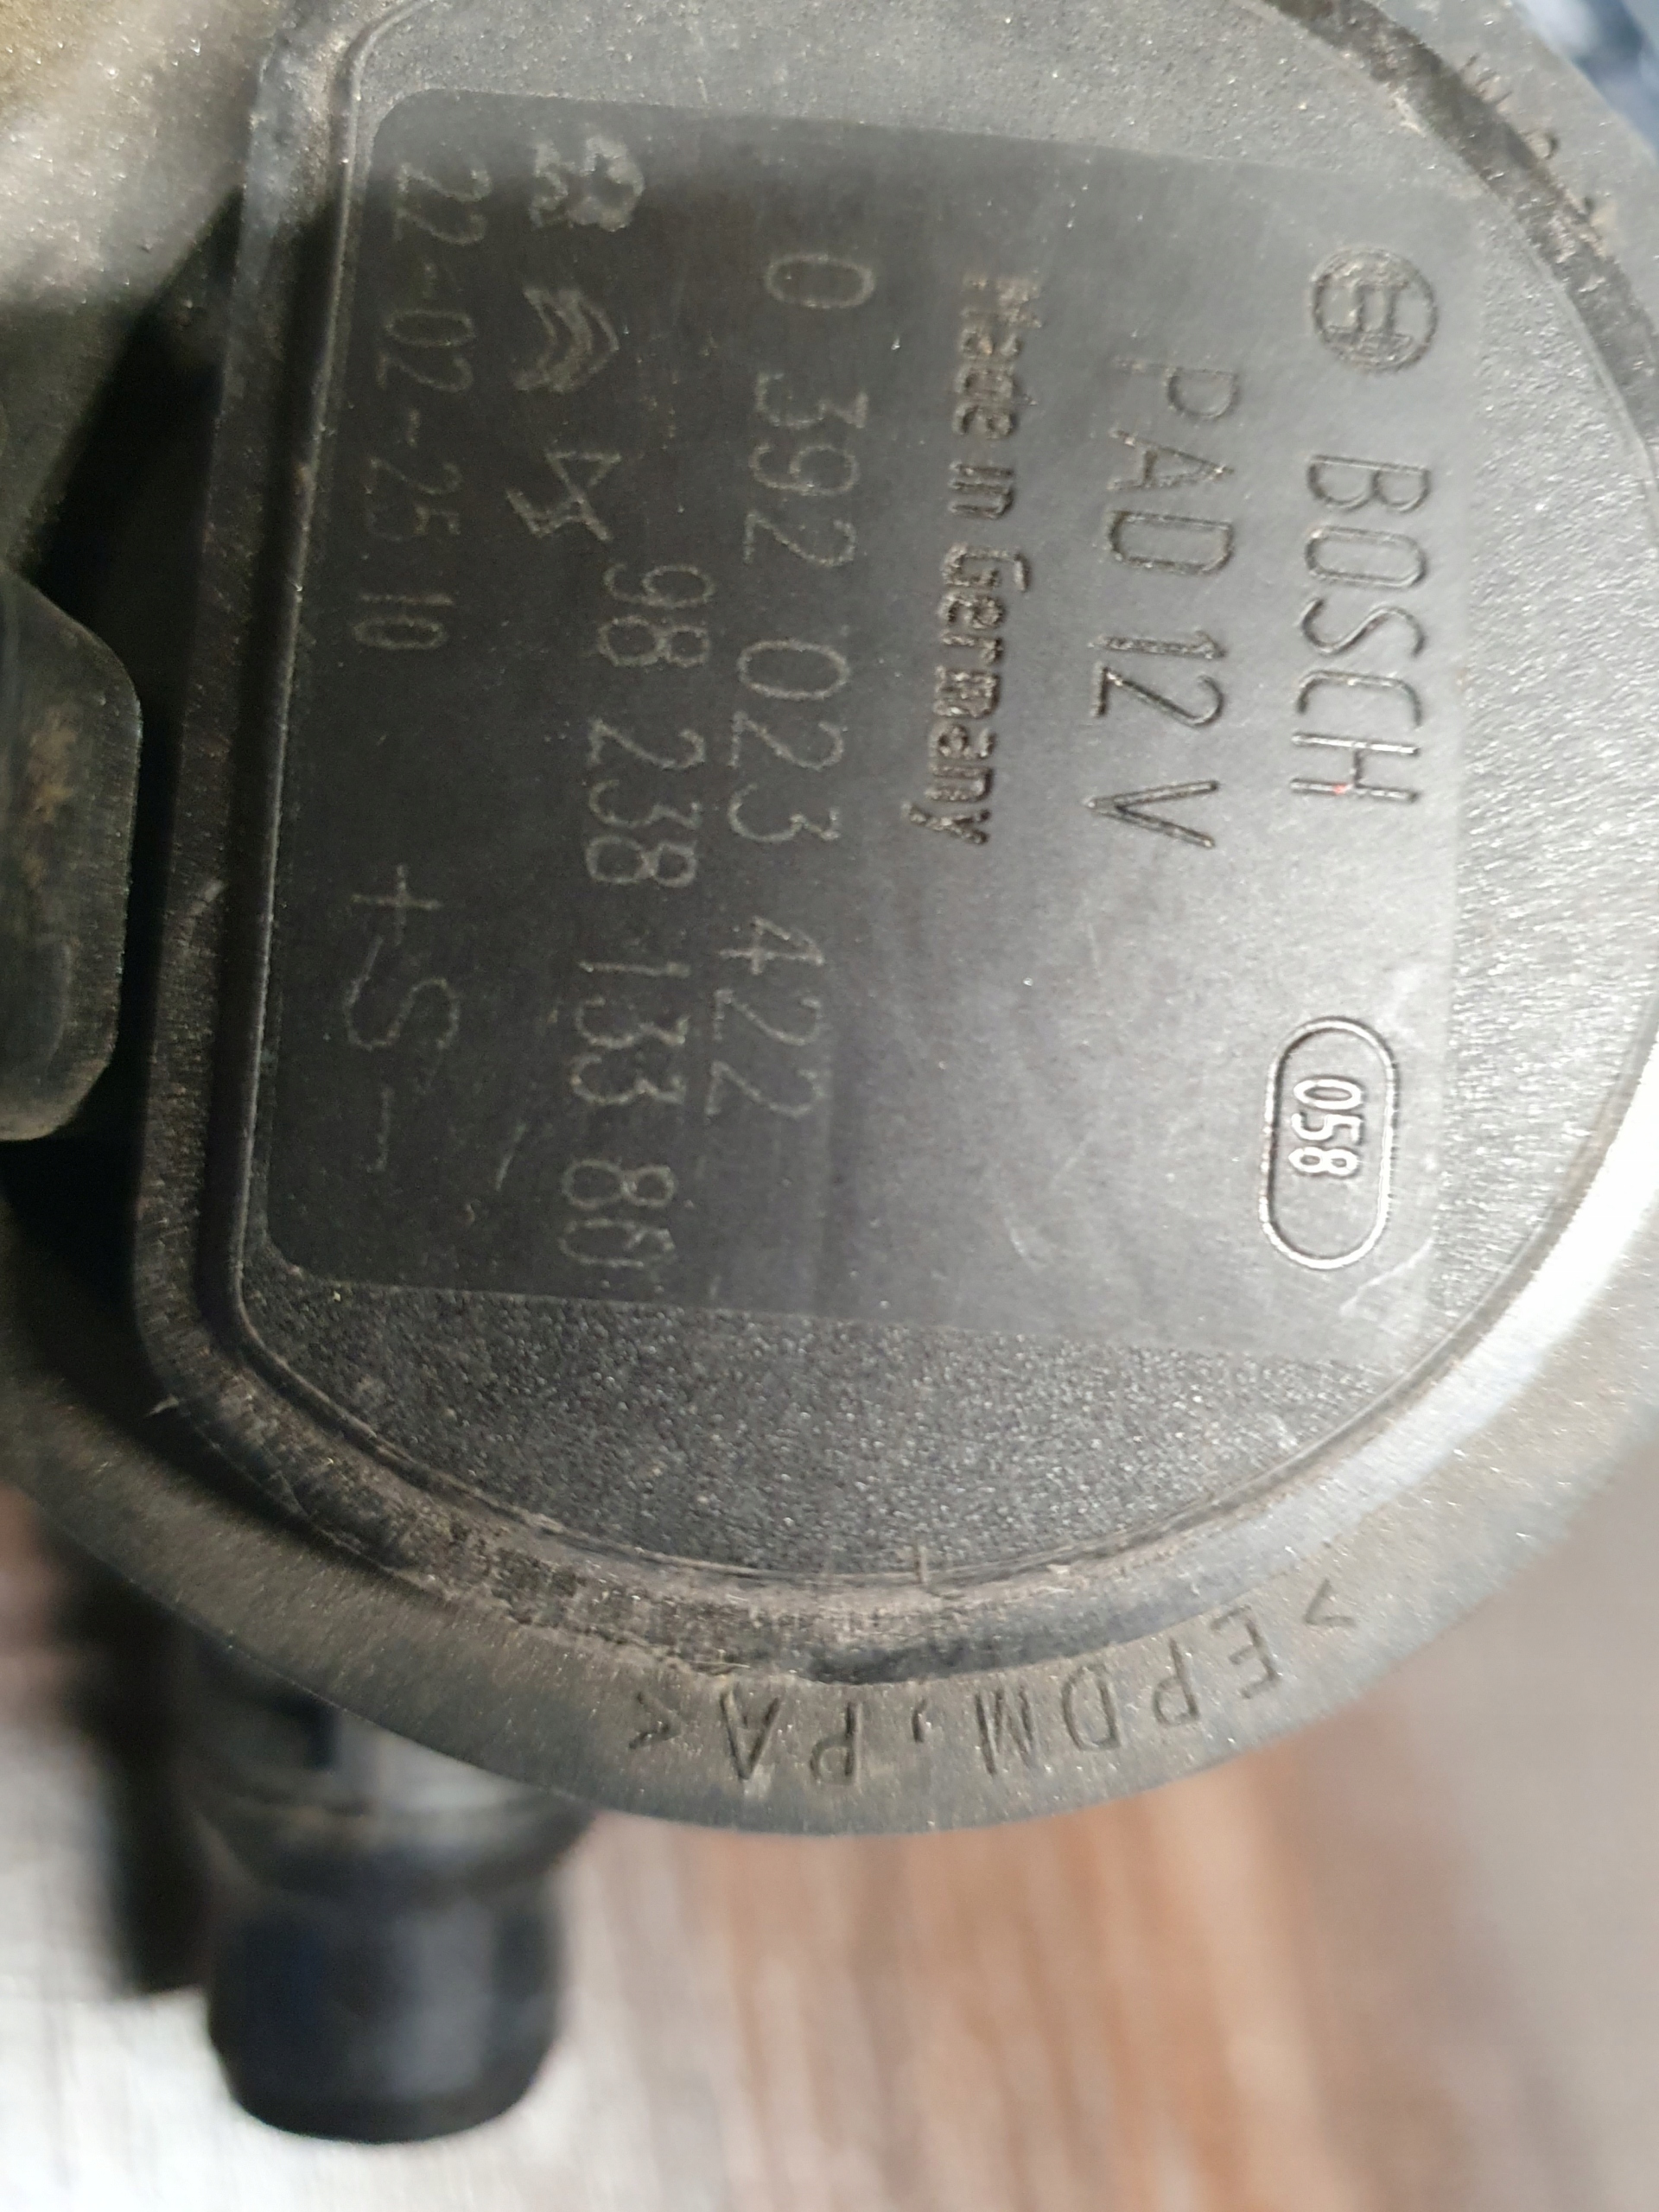 BOSCH 058
PAD 12 V
Made in Germany
0 392 023 422
98 238 133 80
22-02-25 10 +S-
>EPDM, PA<